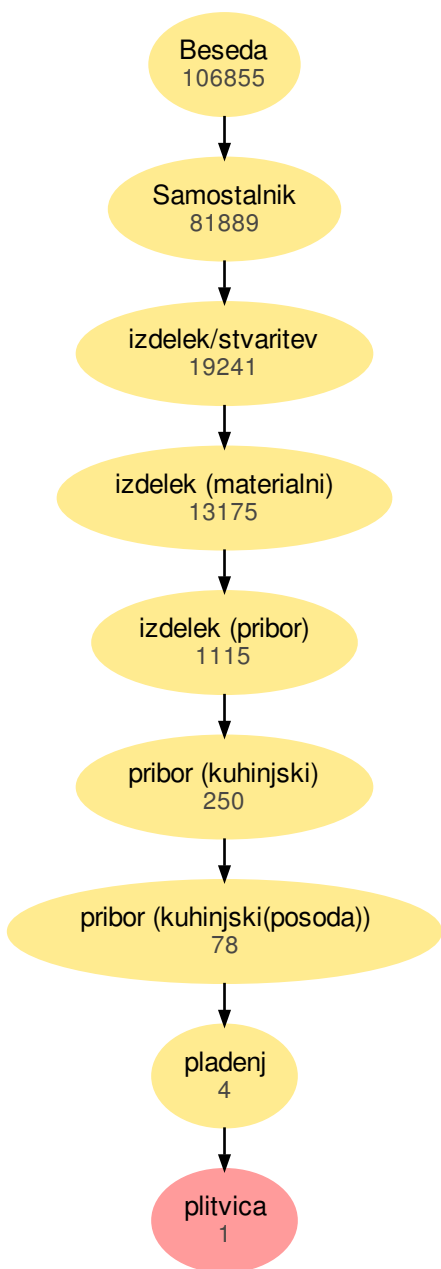 Beseda
106855
Samostalnik
81889
izdelek/stvaritev
19241
izdelek (materialni)
13175
izdelek (pribor)
1115
pribor (kuhinjski)
250
pribor (kuhinjski(posoda))
78
pladenj
4
plitvica
1